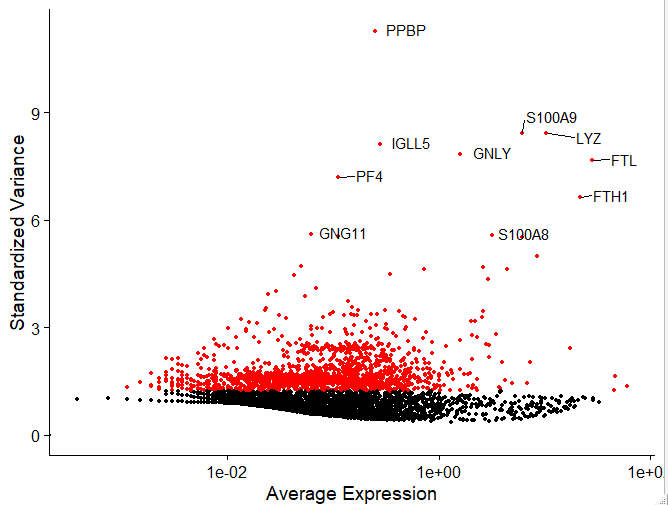 PPBP
S100A9
LYZ
IGLL5
GNLY
FTL
PF4
FTH1
GNG11
S100A8
Standardized Variance
9
6
3
0
1e-02 1e+00
Average Expression